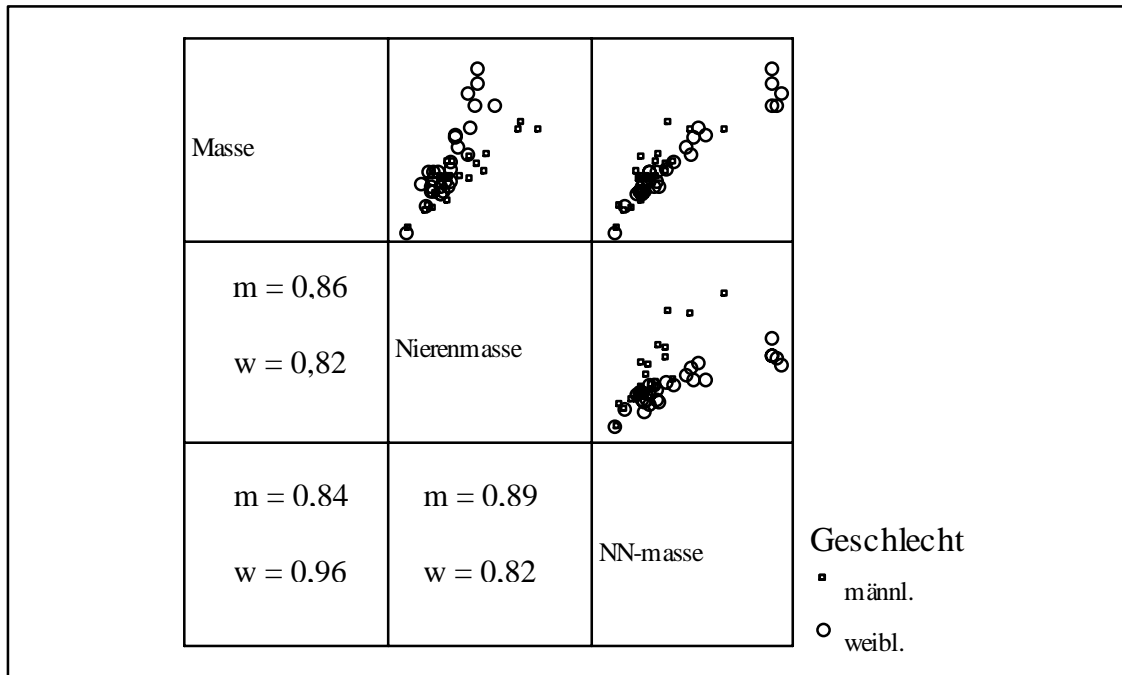 Masse
m = 0,86
w = 0,82
Nierenmasse
m = 0.84
w = 0.96
m = 0.89
w = 0.82
NN-masse
Geschlecht
männl.
weibl.